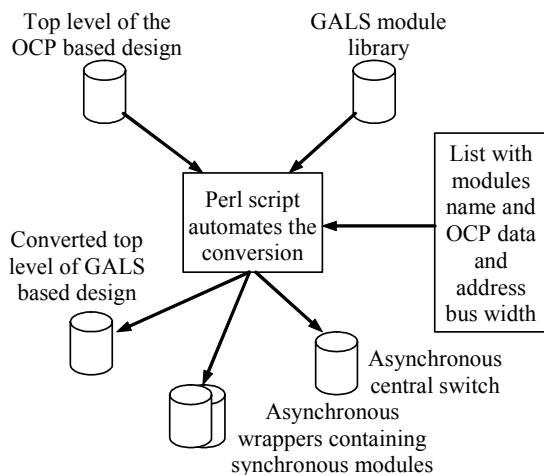 Top level of the
OCP based design
GALS module
library
List with
modules
name and
OCP data
and
address
bus width
Perl script
automates the
conversion
Converted top
level of GALS
based design
Asynchronous
central switch
Asynchronous
wrappers containing
synchronous modules